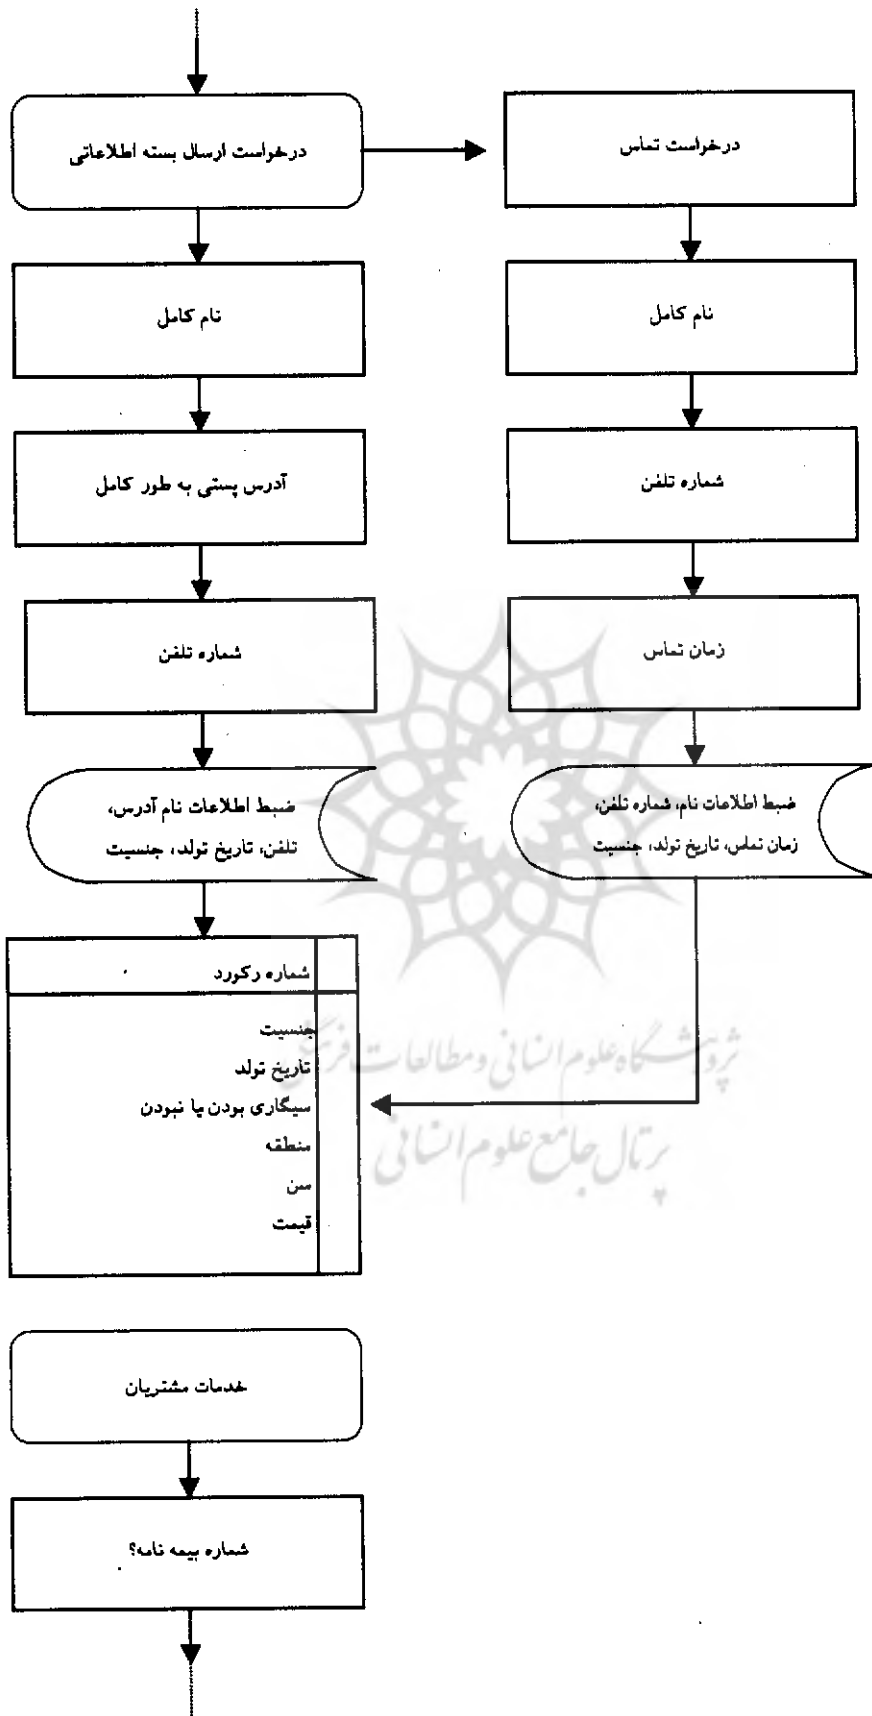 درخواست ارسال بسته اطلاعاتی
درخواست تماس
نام کامل
نام کامل
آدرس پستی به طور کامل
شماره تلفن
شماره تلفن
زمان تماس
ضبط اطلاعات نام آدرس،
تلفن، تاریخ تولد، جنسیت
ضبط اطلاعات نام، شماره تلفن،
زمان تماس، تاریخ تولد، جنسیت
شماره رکورد
جنسیت
تاریخ تولد
سیگاری بودن یا نبودن
منطقه
سن
قیمت
پژوهشگاه علوم انسانی و مطالعات فرهنگی
پرتال جامع علوم انسانی
خدمات مشتریان
شماره بیمه نامه؟